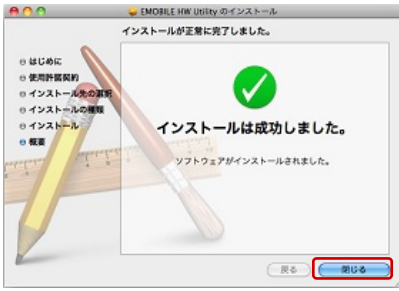 EMOBILE HW Utility のインストール
インストールが正常に完了しました。
はじめに
使用許諾契約
インストール先の選択
インストールの種類
インストール
概要
インストールは成功しました。
ソフトウェアがインストールされました。
戻る
閉じる